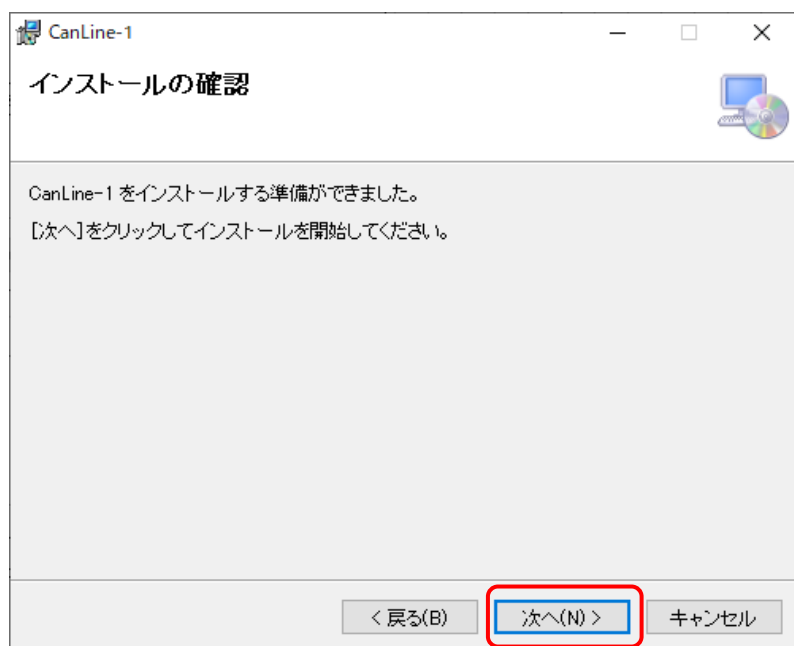 CanLine-1
インストールの確認
CanLine-1 をインストールする準備ができました。
[次へ]をクリックしてインストールを開始してください。
< 戻る(B)
次へ(N) >
キャンセル